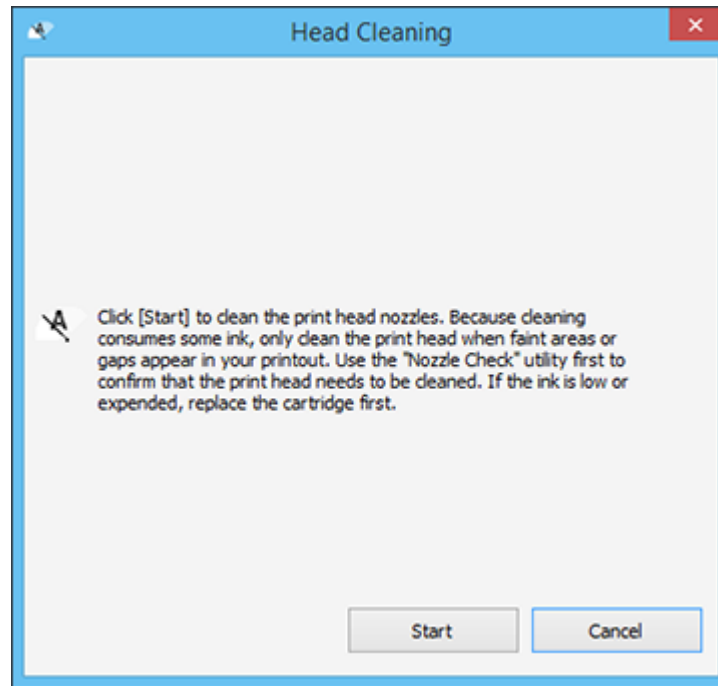 Head Cleaning
Click [Start] to clean the print head nozzles. Because cleaning
consumes some ink, only clean the print head when faint areas or
gaps appear in your printout. Use the "Nozzle Check" utility first to
confirm that the print head needs to be cleaned. If the ink is low or
expended, replace the cartridge first.
Start
Cancel